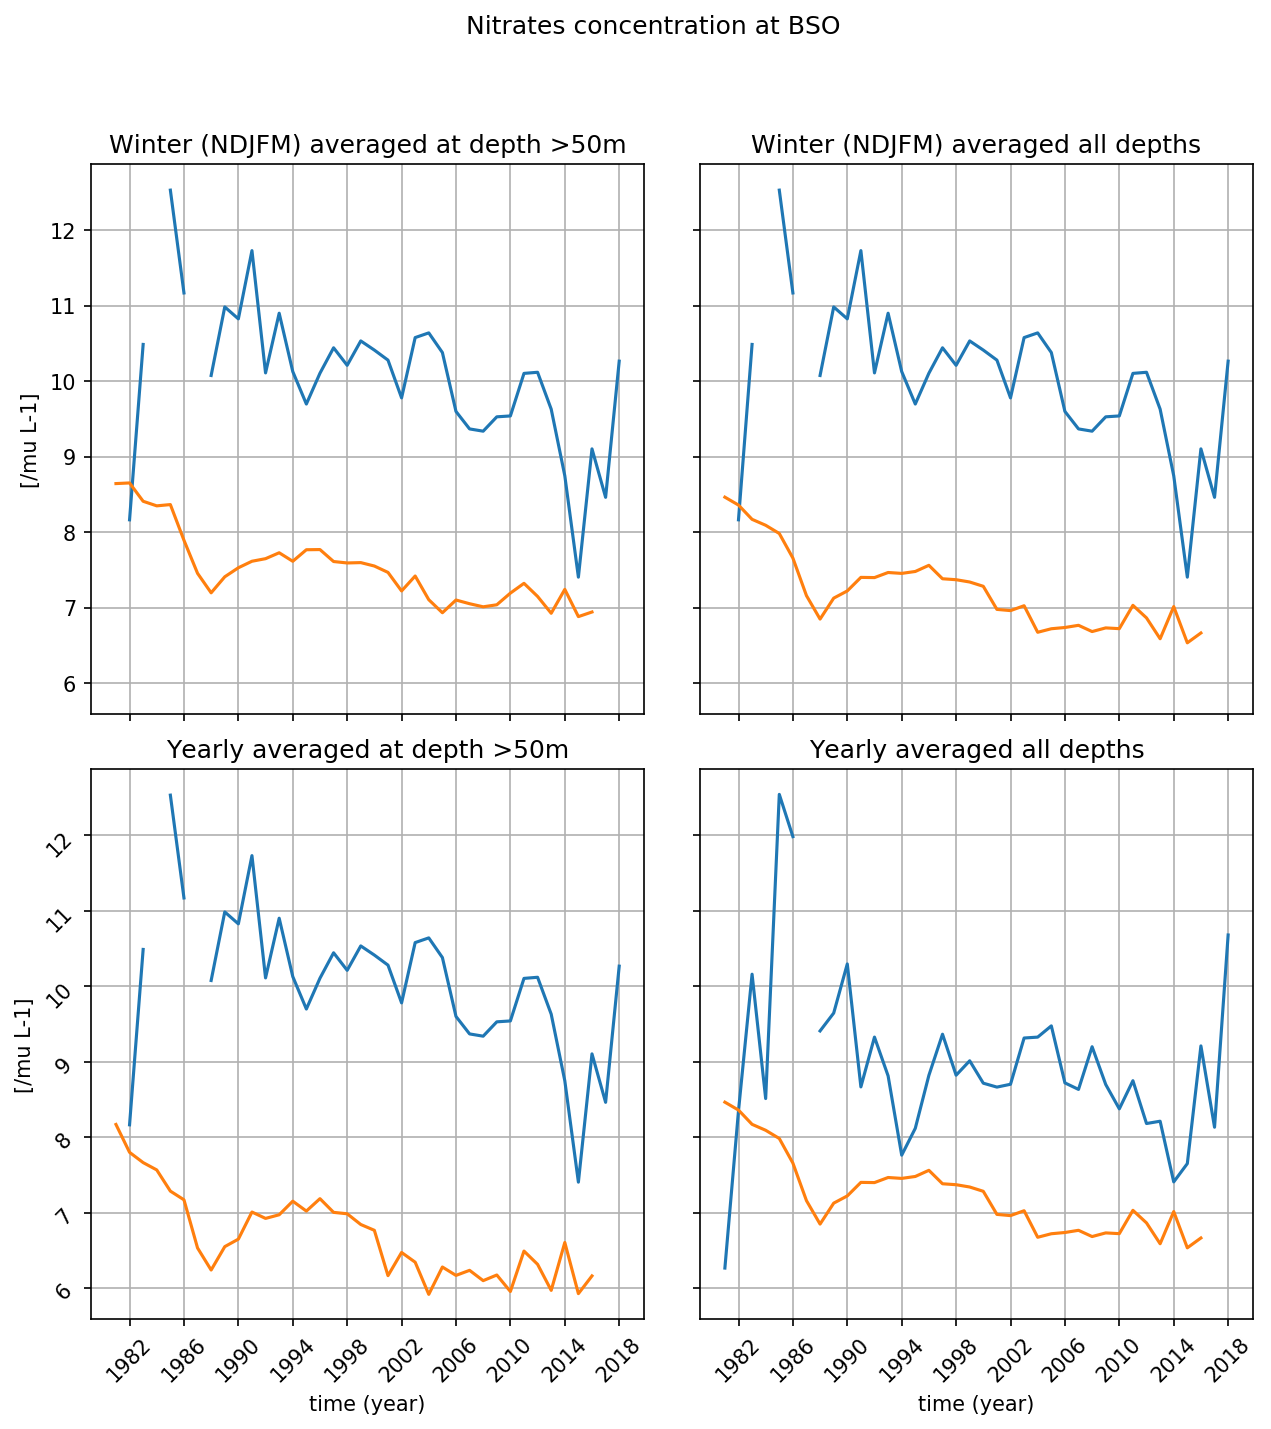 Nitrates concentration at BSO
Winter (NDJFM) averaged at depth >50m
Winter (NDJFM) averaged all depths
12
11
10
9
8
7
6
[/mu L-1]
Yearly averaged at depth >50m
Yearly averaged all depths
12
11
10
9
8
7
6
[/mu L-1]
1982 1986 1990 1994 1998 2002 2006 2010 2014 2018
1982 1986 1990 1994 1998 2002 2006 2010 2014 2018
time (year)
time (year)